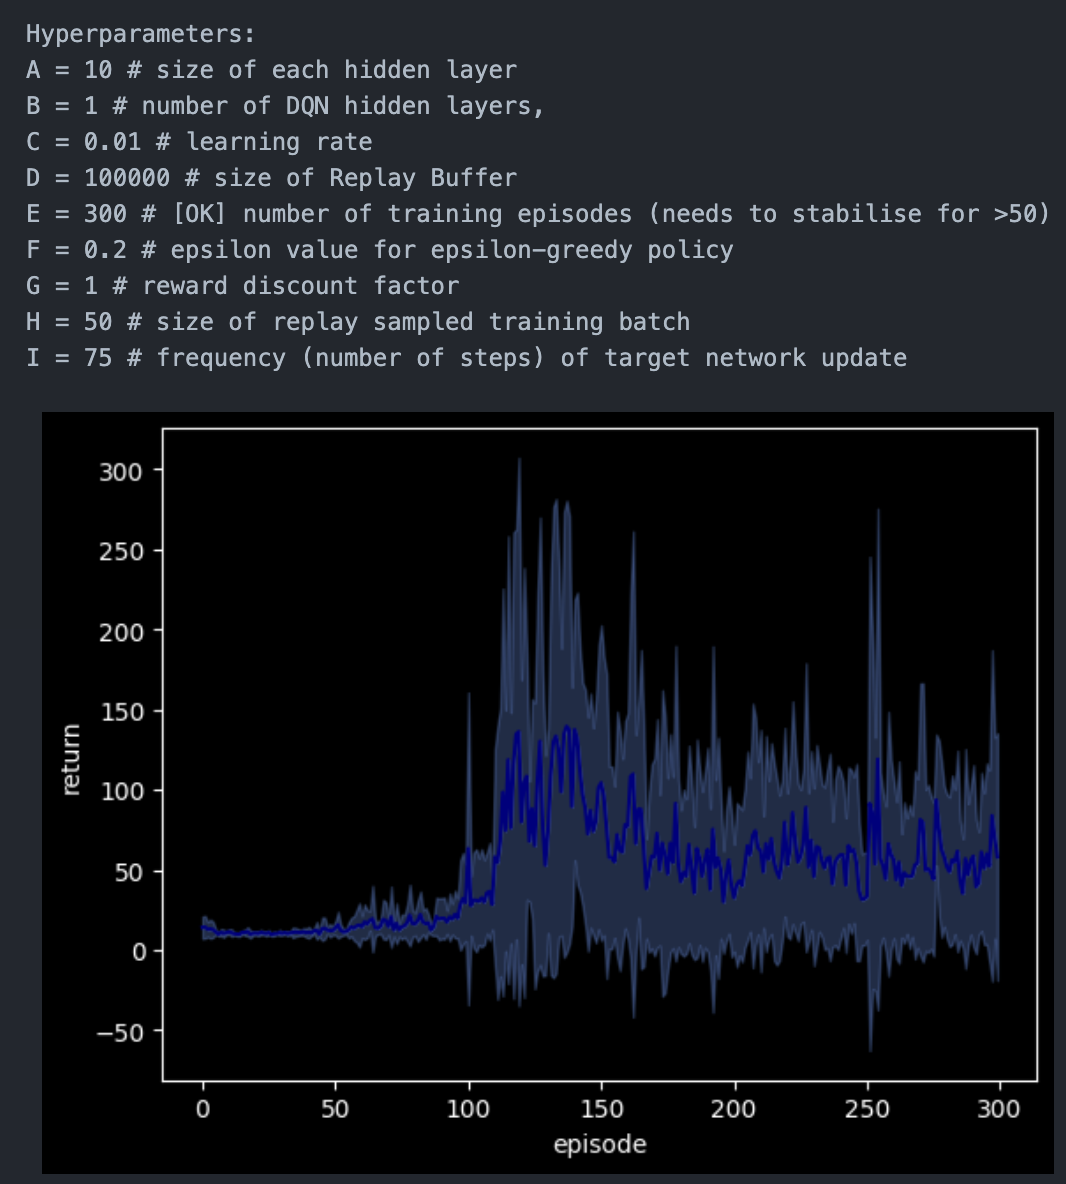 Hyperparameters:
A = 10 # size of each hidden layer
B = 1 # number of DQN hidden layers,
C = 0.01 # learning rate
D = 100000 # size of Replay Buffer
E = 300 # [OK] number of training episodes (needs to stabilise for >50)
F = 0.2 # epsilon value for epsilon-greedy policy
G = 1 # reward discount factor
H = 50 # size of replay sampled training batch
I = 75 # frequency (number of steps) of target network update
300
250
200
150
100
50
0
−50
return
0 50 100 150 200 250 300
episode